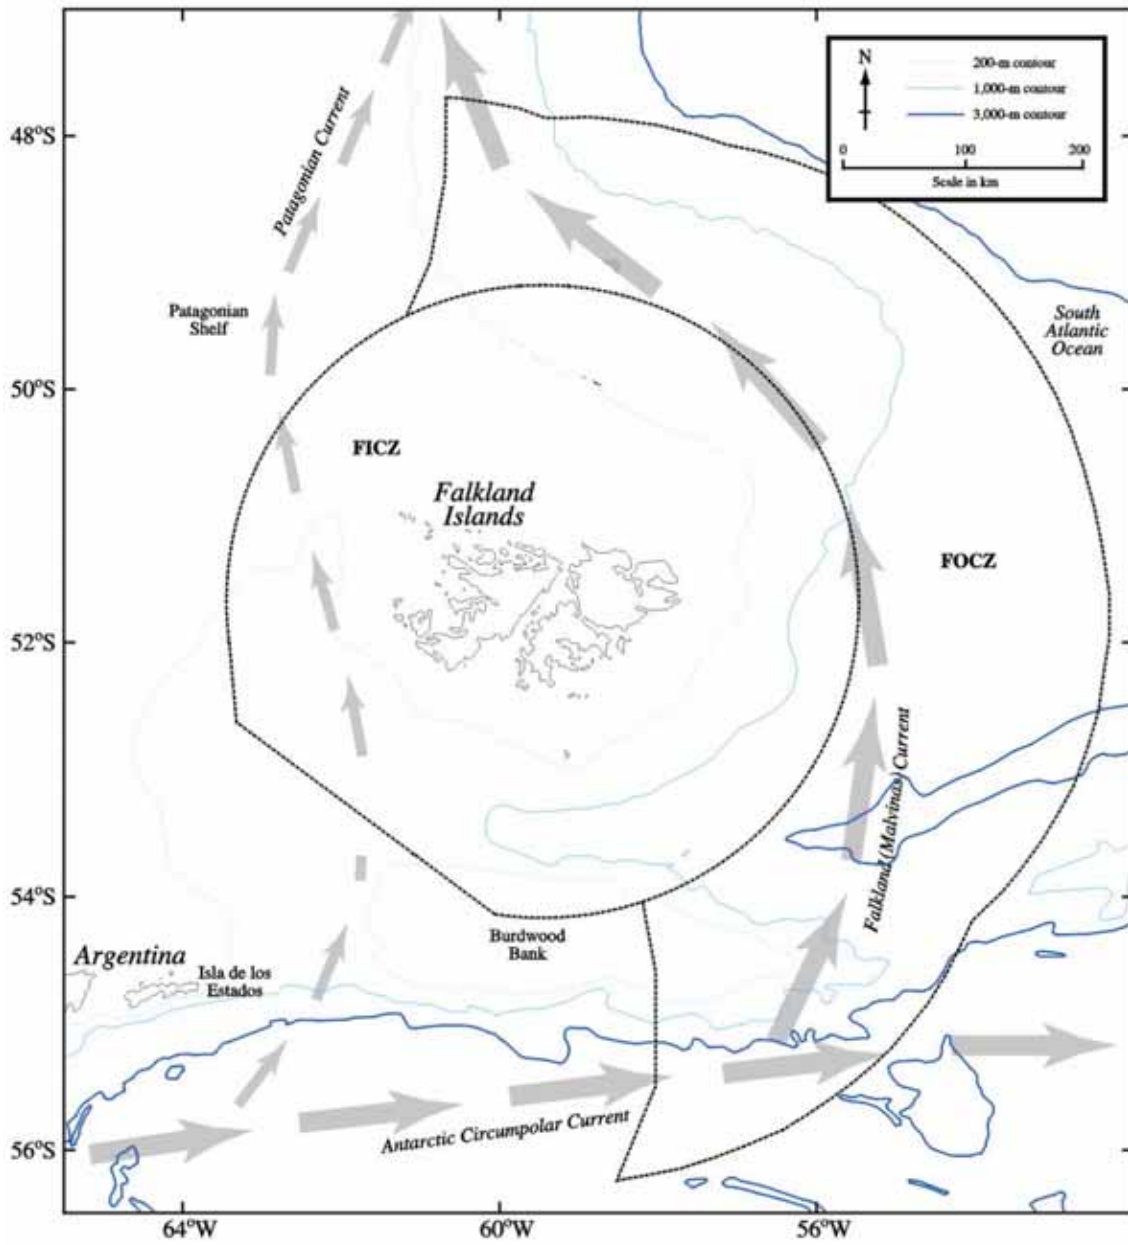 N
200-m contour
1,000-m contour
3,000-m contour
0 100 200
Scale in km
48°S
Patagonian Current
Patagonian
Shelf
South
Atlantic
Ocean
50°S
FICZ
Falkland
Islands
FOCZ
52°S
Falkland (Malvinas) Current
54°S
Burdwood
Bank
Argentina
Isla de los
Estados
Antarctic Circumpolar Current
56°S
64°W 60°W 56°W